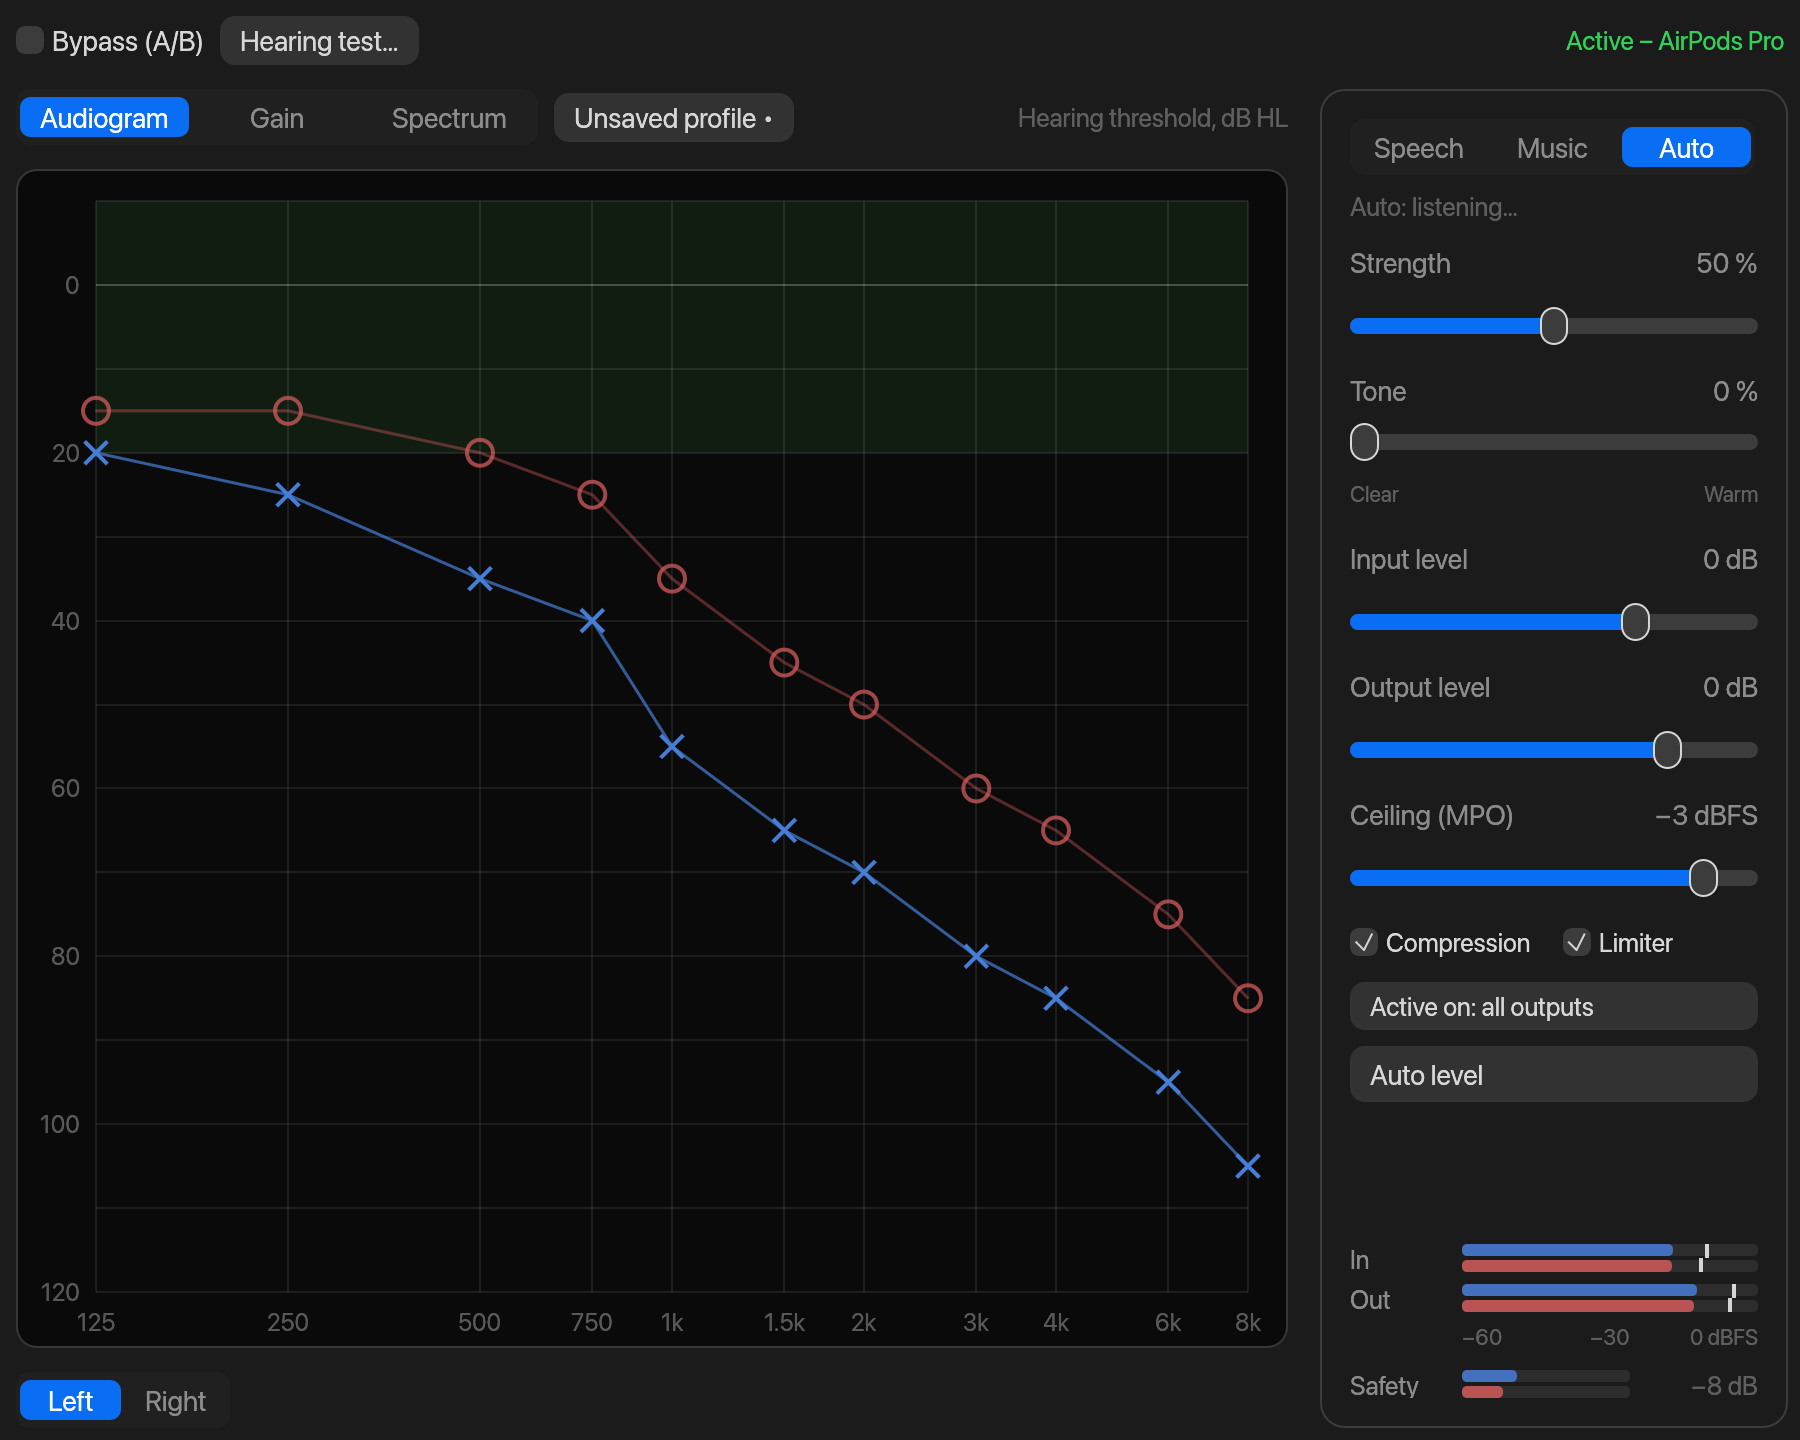 Bypass (A/B)
Hearing test...
Active – AirPods Pro
Audiogram
Gain
Spectrum
Unsaved profile •
Hearing threshold, dB HL
0
20
40
60
80
100
120
125
250
500
750
1k
1.5k
2k
3k
4k
6k
8k
Left
Right
Speech
Music
Auto
Auto: listening...
Strength
50 %
Tone
0 %
Clear
Warm
Input level
0 dB
Output level
0 dB
Ceiling (MPO)
−3 dBFS
Compression
Limiter
Active on: all outputs
Auto level
In
Out
−60
−30
0 dBFS
Safety
−8 dB